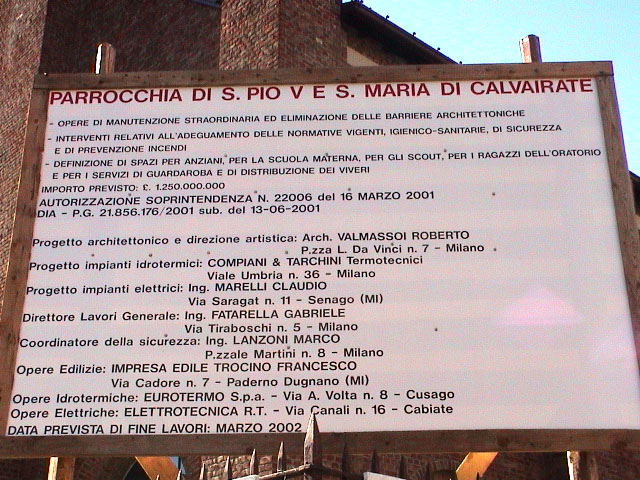 PARROCCHIA DI S. PIO V E S. MARIA DI CALVAIRATE
- OPERE DI MANUTENZIONE STRAORDINARIA ED ELIMINAZIONE DELLE BARRIERE ARCHITETTONICHE
- INTERVENTI RELATIVI ALL'ADEGUAMENTO DELLE NORMATIVE VIGENTI, IGIENICO-SANITARIE, DI SICUREZZA
E DI PREVENZIONE INCENDI
- DEFINIZIONE DI SPAZI PER ANZIANI, PER LA SCUOLA MATERNA, PER GLI SCOUT, PER I RAGAZZI DELL'ORATORIO
E PER I SERVIZI DI GUARDAROBA E DI DISTRIBUZIONE DEI VIVERI
IMPORTO PREVISTO: £. 1.250.000.000
AUTORIZZAZIONE SOPRINTENDENZA N. 22006 del 16 MARZO 2001
DIA - P.G. 21.856.176/2001 sub. del 13-06-2001
Progetto architettonico e direzione artistica: Arch. VALMASSOI ROBERTO
P.zza L. Da Vinci n. 7 - Milano
Progetto impianti idrotermici: COMPIANI & TARCHINI Termotecnici
Viale Umbria n. 36 - Milano
Progetto impianti elettrici: Ing. MARELLI CLAUDIO
Via Saragat n. 11 - Senago (MI)
Direttore Lavori Generale: Ing. FATARELLA GABRIELE
Via Tiraboschi n. 5 - Milano
Coordinatore della sicurezza: Ing. LANZONI MARCO
P.zzale Martini n. 8 - Milano
Opere Edilizie: IMPRESA EDILE TROCINO FRANCESCO
Via Cadore n. 7 - Paderno Dugnano (MI)
Opere Idrotermiche: EUROTERMO S.p.a. - Via A. Volta n. 8 - Cusago
Opere Elettriche: ELETTROTECNICA R.T. - Via Canali n. 16 - Cabiate
DATA PREVISTA DI FINE LAVORI: MARZO 2002